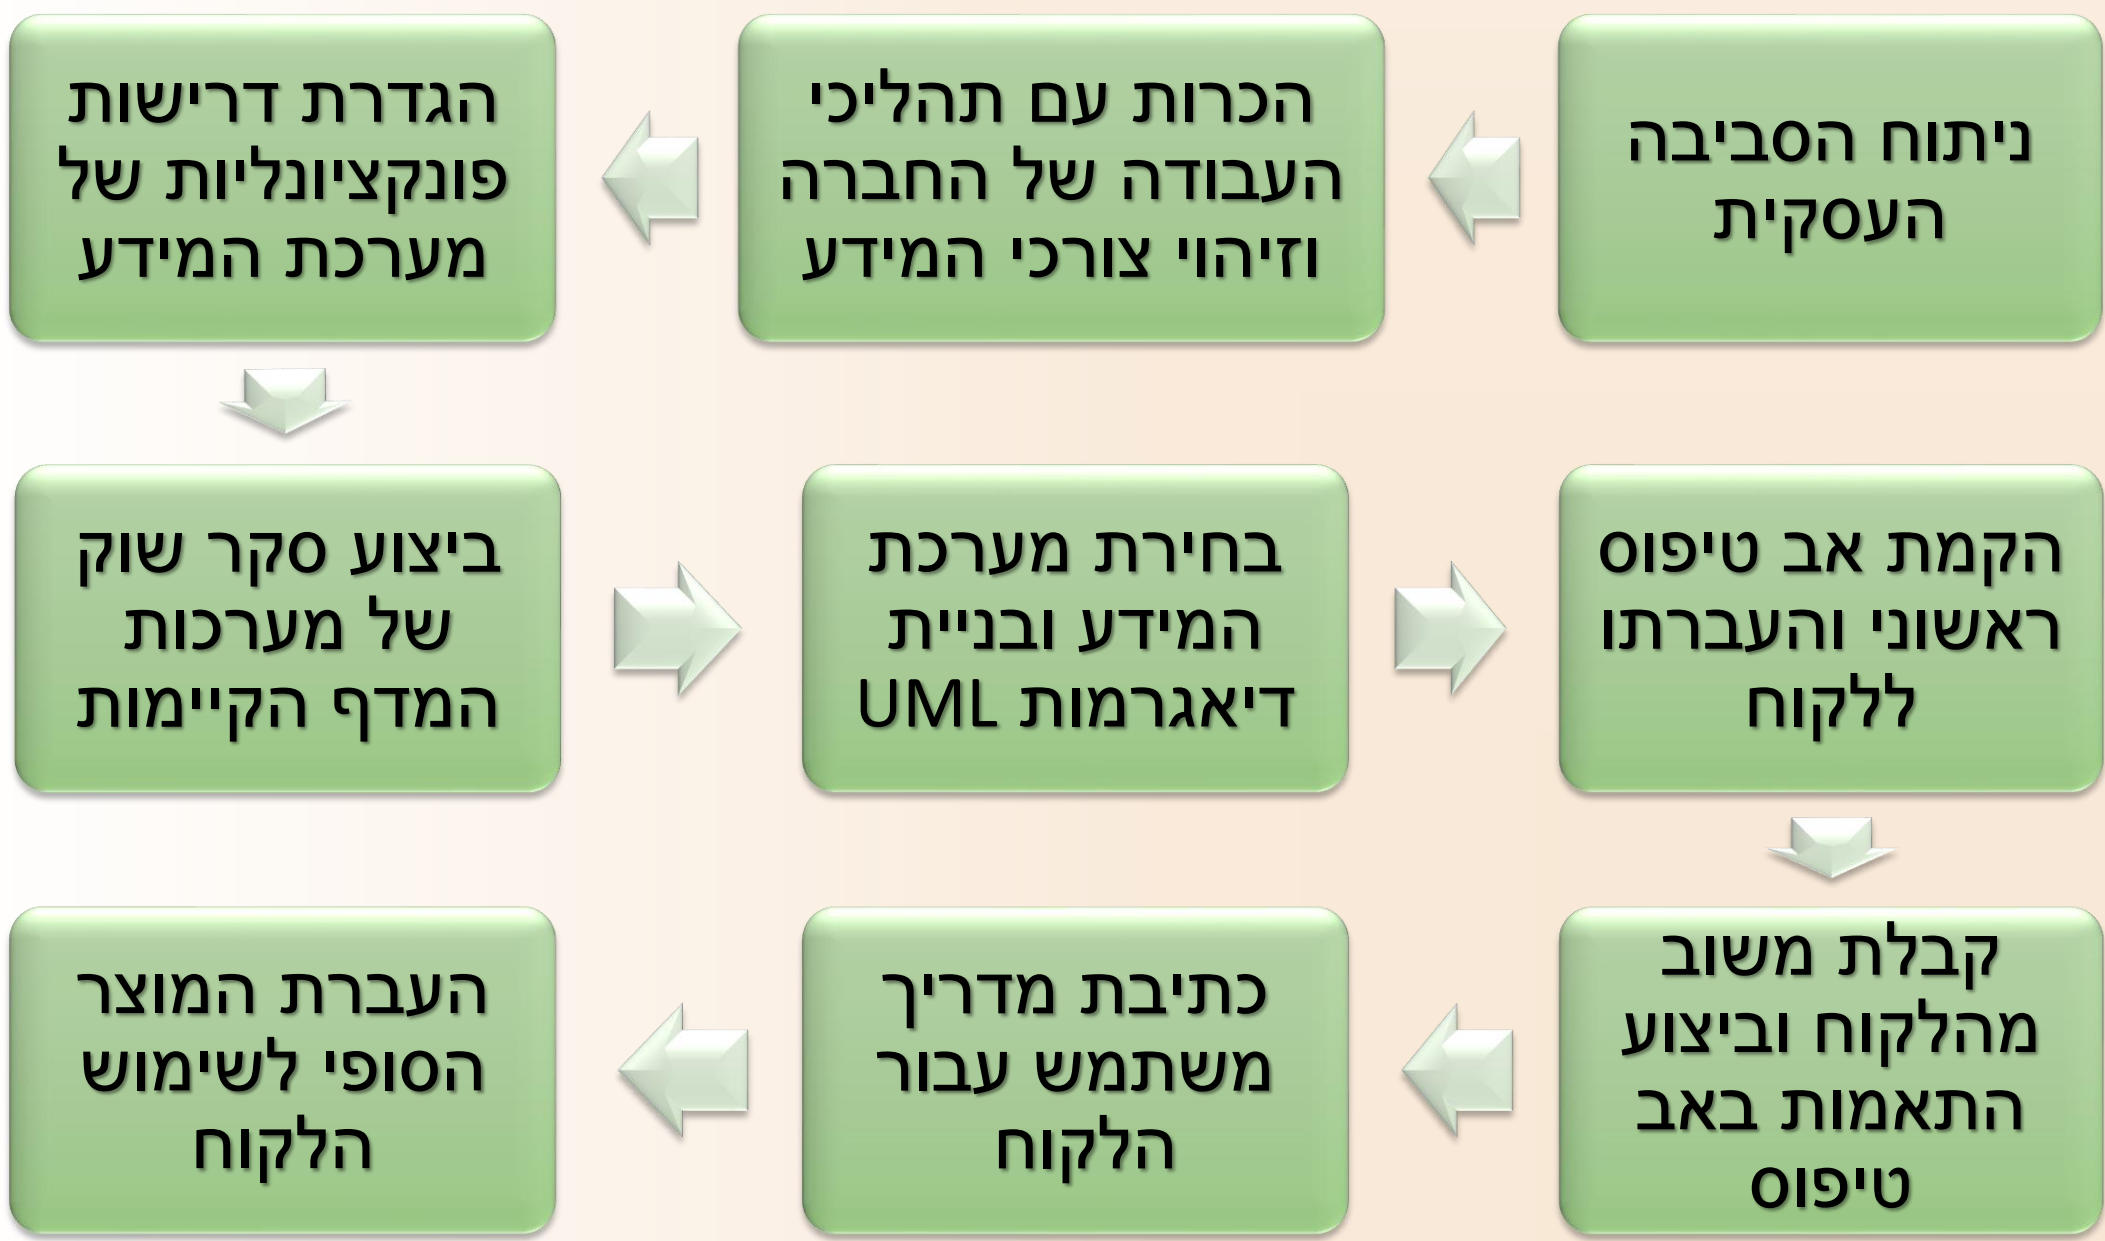 ניתוח הסביבה
העסקית
הכרות עם תהליכי
העבודה של החברה
וזיהוי צורכי המידע
הגדרת דרישות
פונקציונליות של
מערכת המידע
ביצוע סקר שוק
של מערכות
המדף הקיימות
בחירת מערכת
המידע ובניית
דיאגרמות UML
הקמת אב טיפוס
ראשוני והעברתו
ללקוח
קבלת משוב
מהלקוח וביצוע
התאמות באב
טיפוס
כתיבת מדריך
משתמש עבור
הלקוח
העברת המוצר
הסופי לשימוש
הלקוח